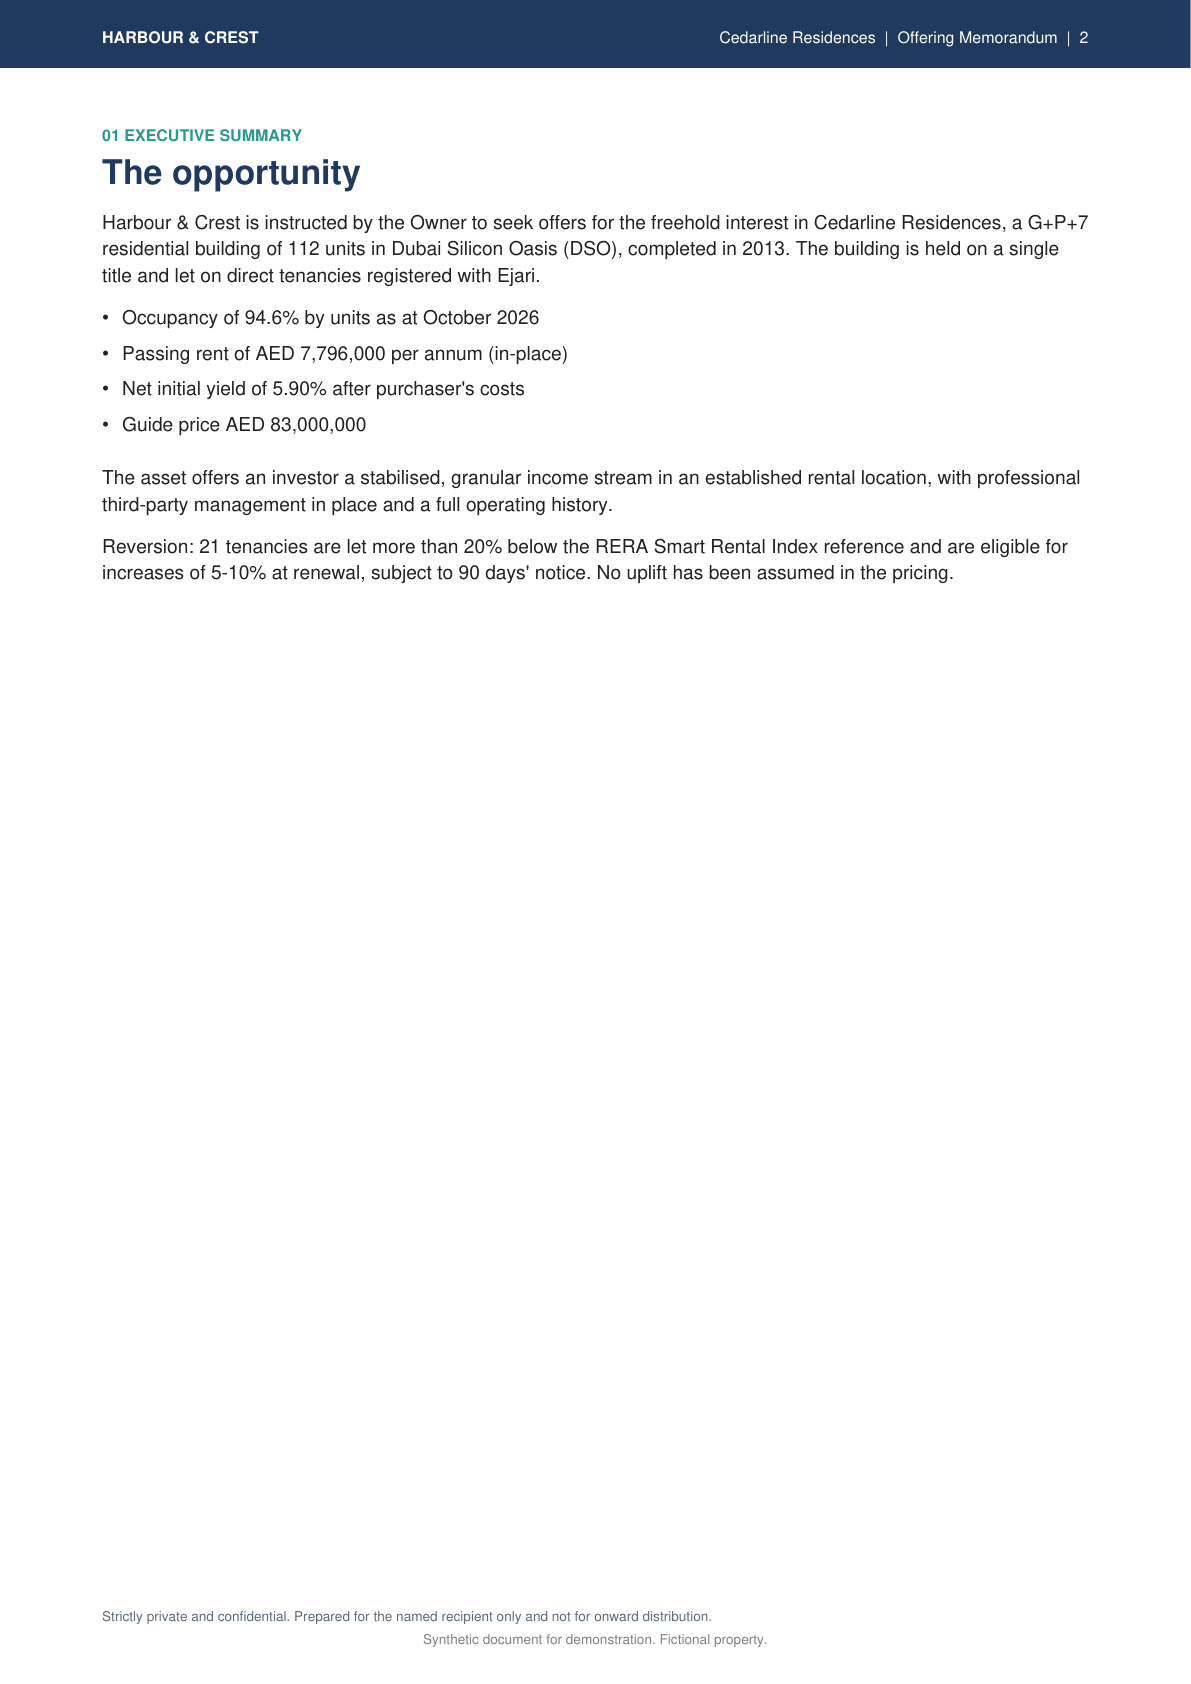 HARBOUR & CREST
Cedarline Residences | Offering Memorandum | 2
01 EXECUTIVE SUMMARY
The opportunity
Harbour & Crest is instructed by the Owner to seek offers for the freehold interest in Cedarline Residences, a G+P+7
residential building of 112 units in Dubai Silicon Oasis (DSO), completed in 2013. The building is held on a single
title and let on direct tenancies registered with Ejari.
• Occupancy of 94.6% by units as at October 2026
• Passing rent of AED 7,796,000 per annum (in-place)
• Net initial yield of 5.90% after purchaser's costs
• Guide price AED 83,000,000
The asset offers an investor a stabilised, granular income stream in an established rental location, with professional
third-party management in place and a full operating history.
Reversion: 21 tenancies are let more than 20% below the RERA Smart Rental Index reference and are eligible for
increases of 5-10% at renewal, subject to 90 days' notice. No uplift has been assumed in the pricing.
Strictly private and confidential. Prepared for the named recipient only and not for onward distribution.
Synthetic document for demonstration. Fictional property.